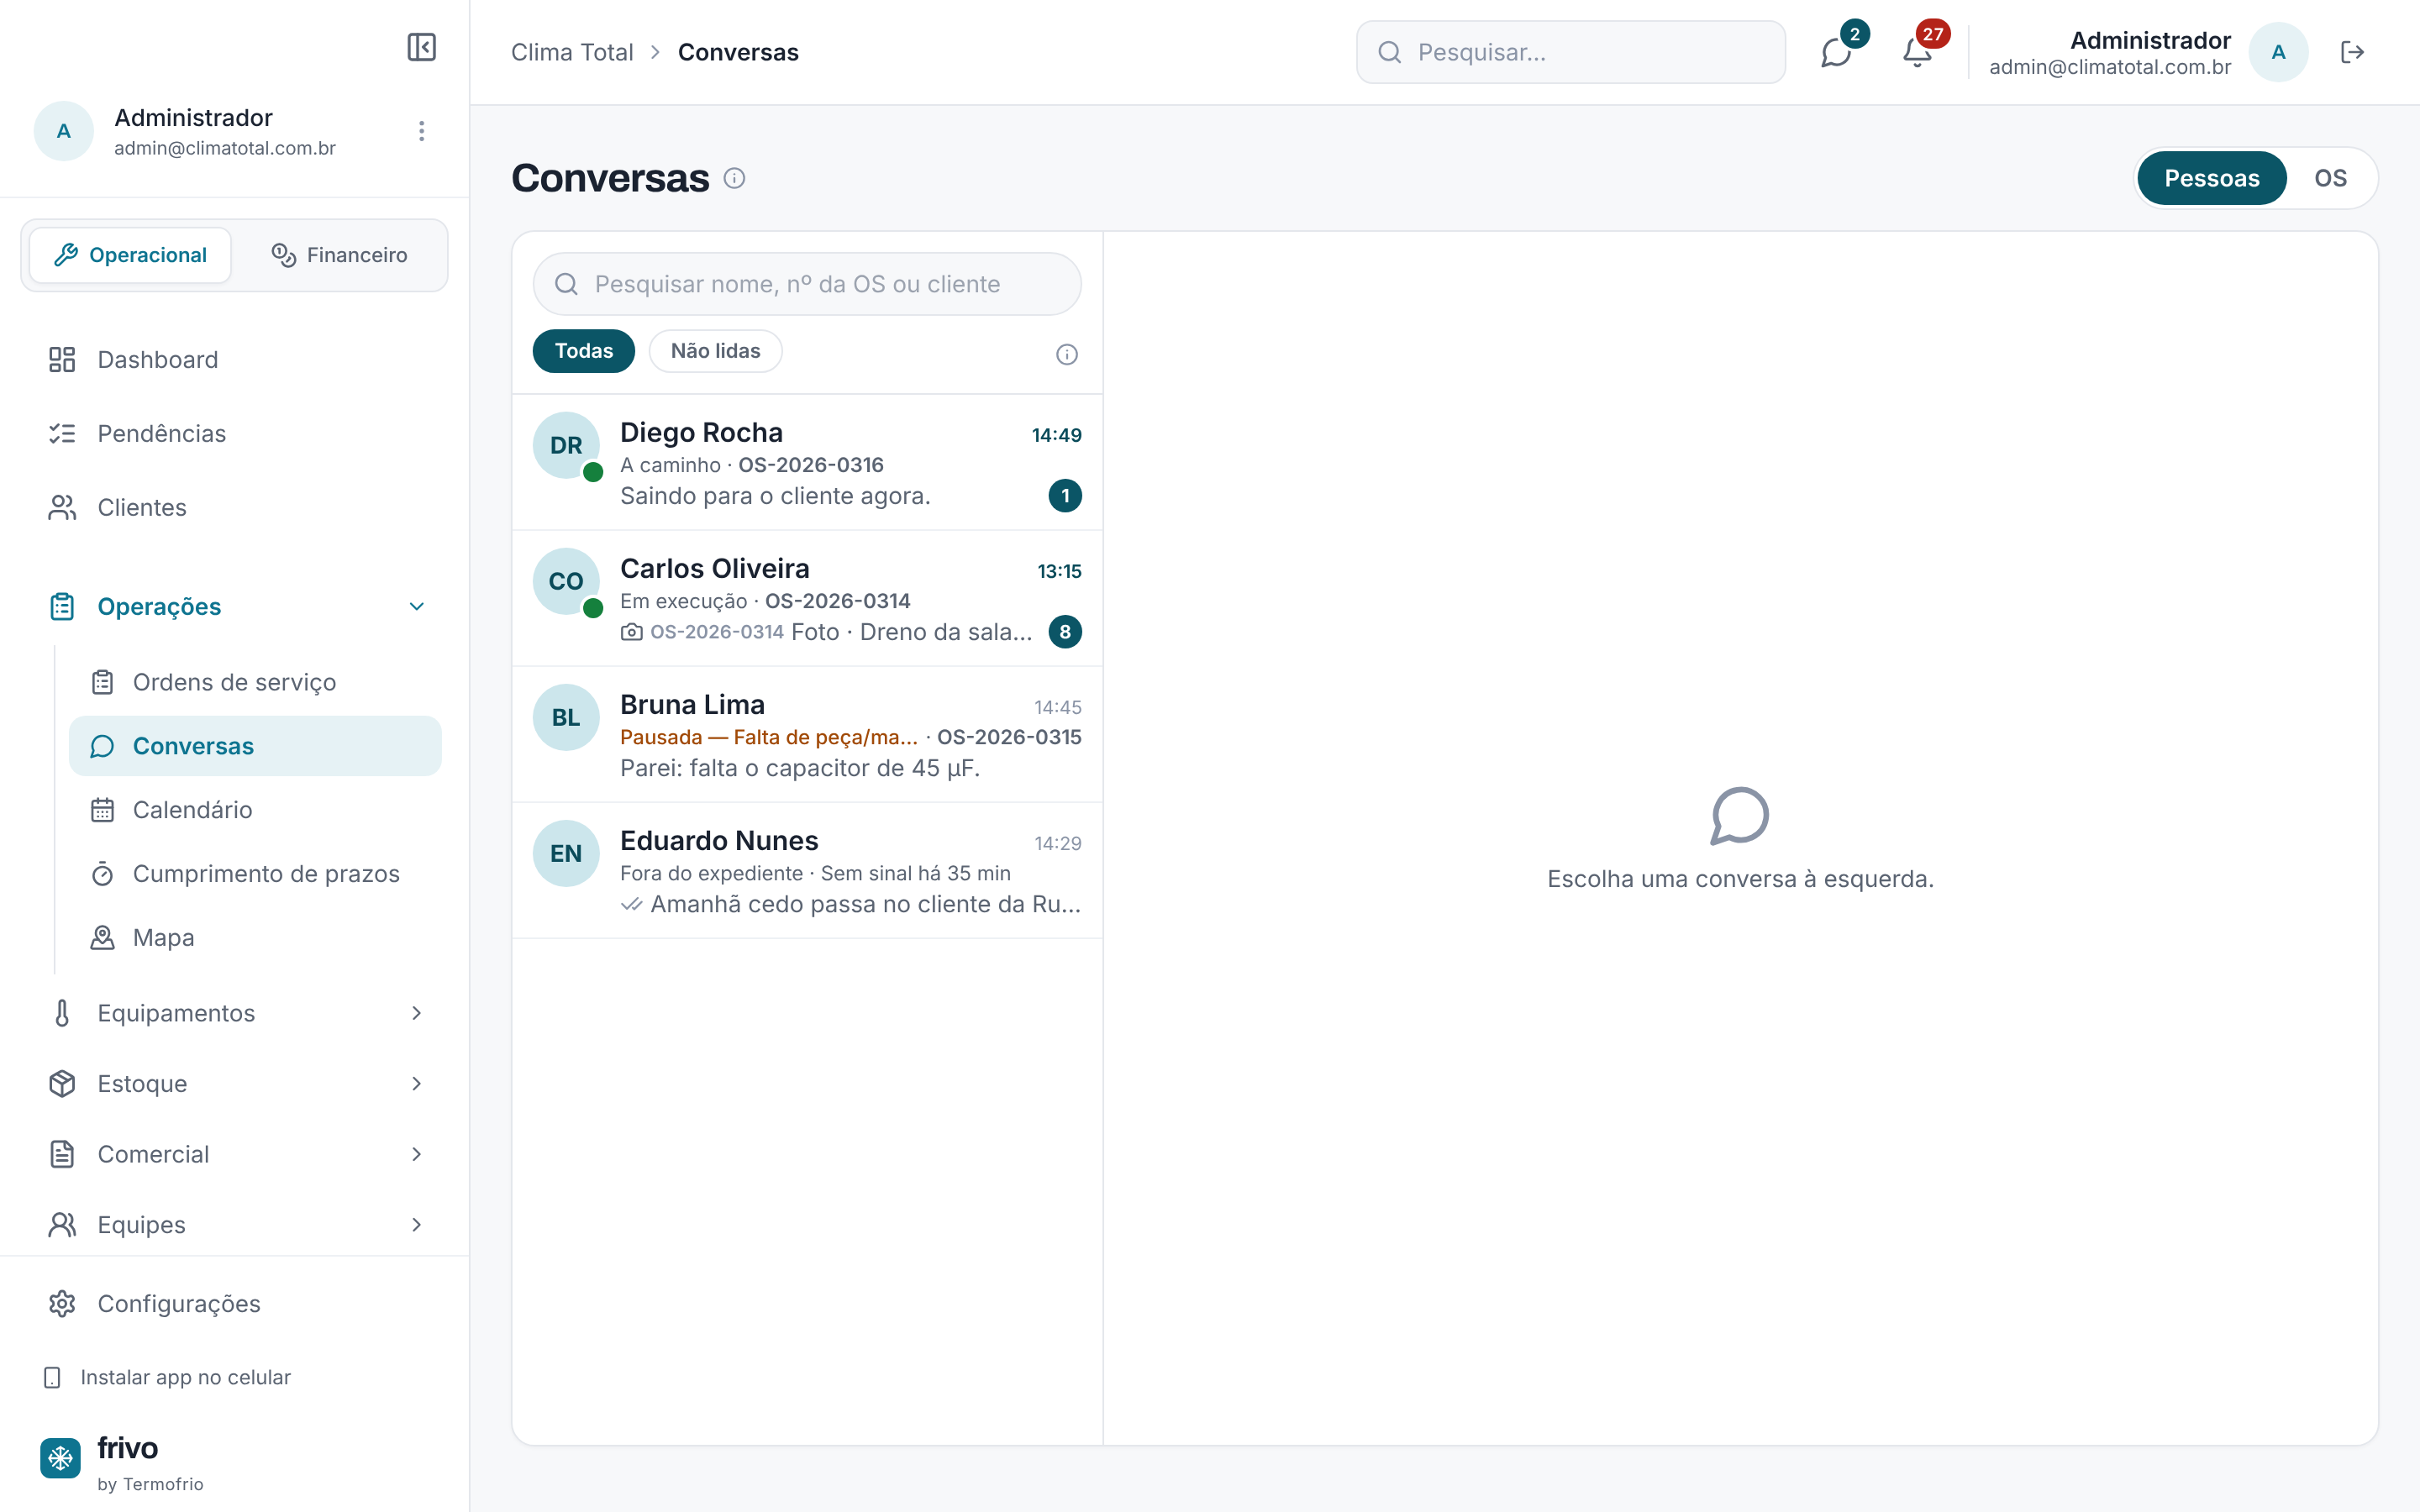 Administrador
admin@climatotal.com.br
Operacional
Financeiro
Dashboard
Pendências
Clientes
Operações
Ordens de serviço
Conversas
Calendário
Cumprimento de prazos
Mapa
Equipamentos
Estoque
Comercial
Equipes
Configurações
Instalar app no celular
frivo
by Termofrio
Clima Total > Conversas
Pesquisar...
2
27
Administrador
admin@climatotal.com.br
A
A
Conversas
Pessoas
OS
Pesquisar nome, nº da OS ou cliente
Todas
Não lidas
DR
Diego Rocha
14:49
A caminho · OS-2026-0316
Saindo para o cliente agora.
1
CO
Carlos Oliveira
13:15
Em execução · OS-2026-0314
OS-2026-0314 Foto · Dreno da sala...
8
BL
Bruna Lima
14:45
Pausada — Falta de peça/ma... · OS-2026-0315
Parei: falta o capacitor de 45 µF.
EN
Eduardo Nunes
14:29
Fora do expediente · Sem sinal há 35 min
Amanhã cedo passa no cliente da Ru...
Escolha uma conversa à esquerda.